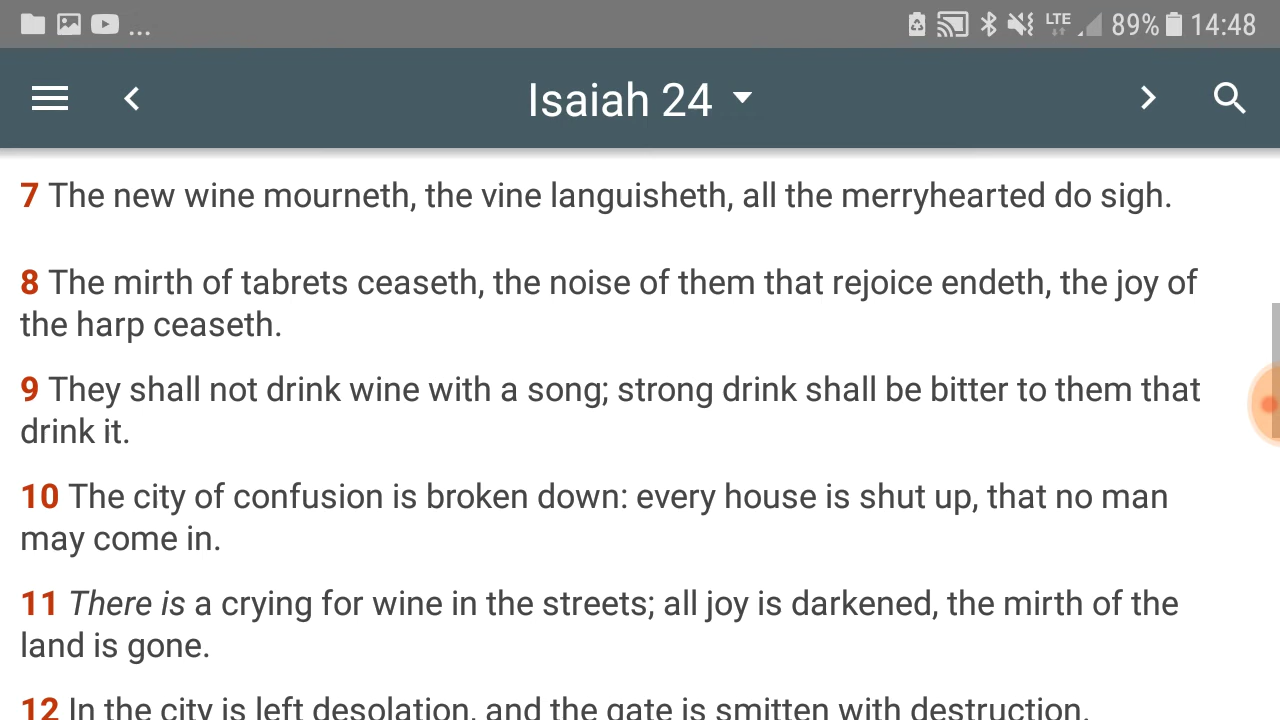 ... LTE 89% 14:48
Isaiah 24
7 The new wine mourneth, the vine languisheth, all the merryhearted do sigh.
8 The mirth of tabrets ceaseth, the noise of them that rejoice endeth, the joy of
the harp ceaseth.
9 They shall not drink wine with a song; strong drink shall be bitter to them that
drink it.
10 The city of confusion is broken down: every house is shut up, that no man
may come in.
11 There is a crying for wine in the streets; all joy is darkened, the mirth of the
land is gone.
12 In the city is left desolation, and the gate is smitten with destruction.